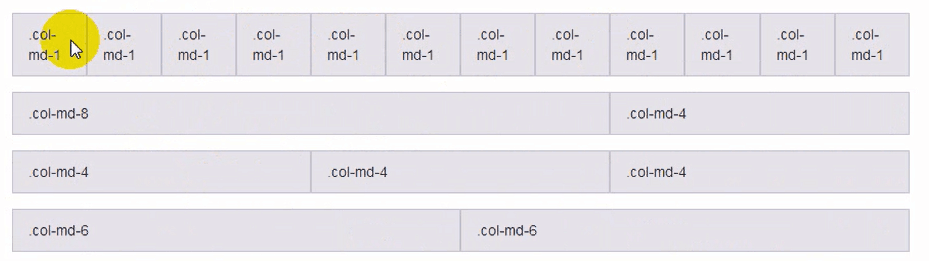 .col- .col- .col- .col- .col- .col- .col- .col- .col- .col- .col- .col-
md-1 md-1 md-1 md-1 md-1 md-1 md-1 md-1 md-1 md-1 md-1 md-1
.col-md-8 .col-md-4
.col-md-4 .col-md-4 .col-md-4
.col-md-6 .col-md-6